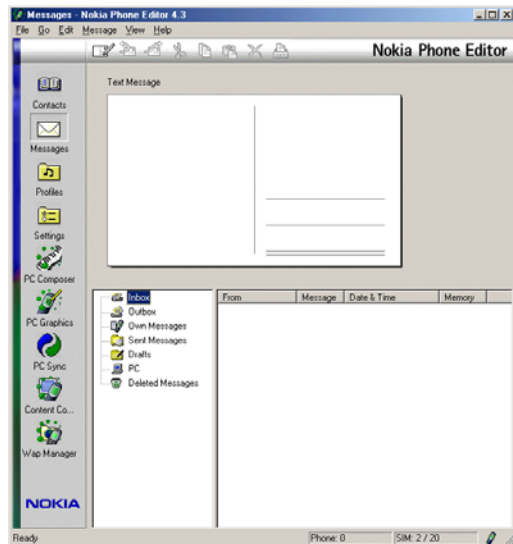 Messages - Nokia Phone Editor 4.3
File Go Edit Message View Help
Nokia Phone Editor
Contacts
Messages
Profiles
Settings
PC Composer
PC Graphics
PC Sync
Content Co...
Wap Manager
NOKIA
Text Message
Inbox
Outbox
Own Messages
Sent Messages
Drafts
PC
Deleted Messages
From Message Date & Time Memory
Ready Phone: 0 SIM: 2 / 20